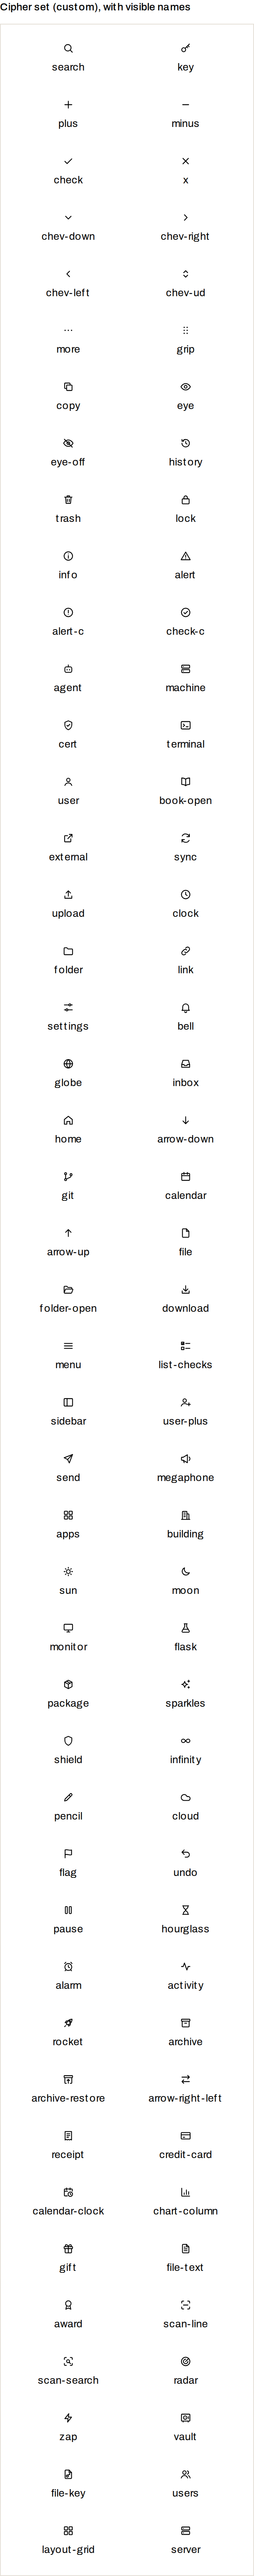 Cipher set (custom), with visible names
search key
plus minus
check x
chev-down chev-right
chev-left chev-ud
more grip
copy eye
eye-off history
trash lock
info alert
alert-c check-c
agent machine
cert terminal
user book-open
external sync
upload clock
folder link
settings bell
globe inbox
home arrow-down
git calendar
arrow-up file
folder-open download
menu list-checks
sidebar user-plus
send megaphone
apps building
sun moon
monitor flask
package sparkles
shield infinity
pencil cloud
flag undo
pause hourglass
alarm activity
rocket archive
archive-restore arrow-right-left
receipt credit-card
calendar-clock chart-column
gift file-text
award scan-line
scan-search radar
zap vault
file-key users
layout-grid server